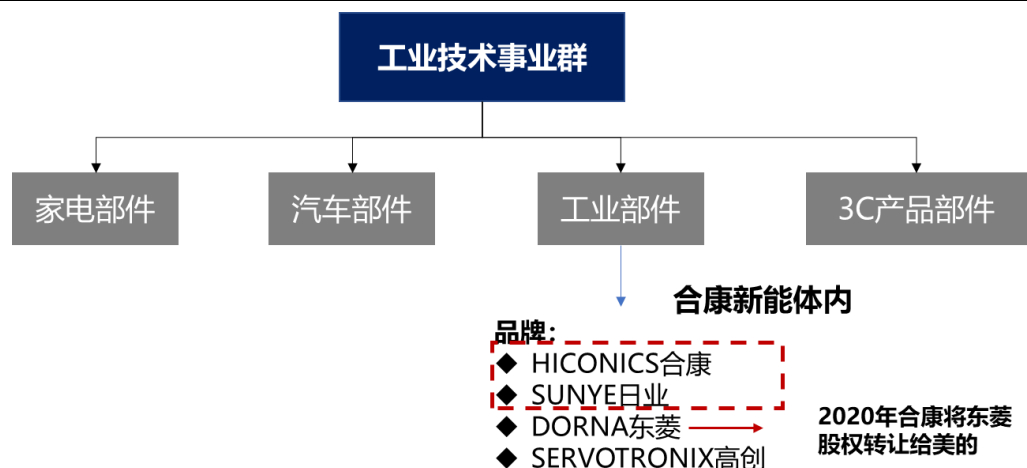 工业技术事业群
家电部件
汽车部件
工业部件
3C产品部件
合康新能体内
品牌：
◆ HICONICS合康
◆ SUNYE日业
◆ DORNA东菱
2020年合康将东菱
股权转让给美的
◆ SERVOTRONIX高创